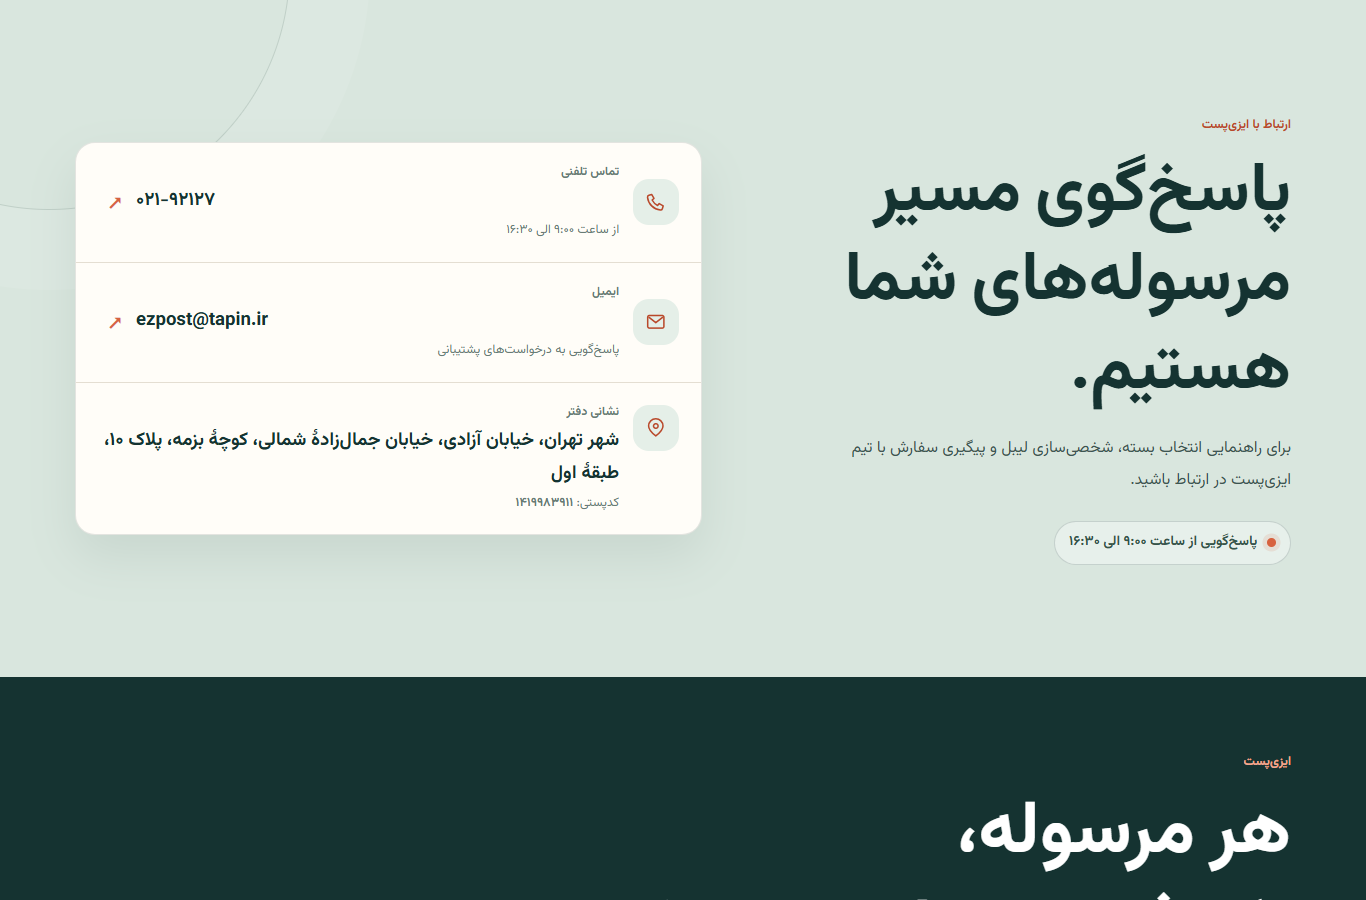 ارتباط با ایزی‌پست
پاسخ‌گوی مسیر
مرسوله‌های شما
هستیم.
برای راهنمایی انتخاب بسته، شخصی‌سازی لیبل و پیگیری سفارش با تیم
ایزی‌پست در ارتباط باشید.
پاسخ‌گویی از ساعت ۹:۰۰ الی ۱۶:۳۰
تماس تلفنی
۰۲۱-۹۲۱۲۷
از ساعت ۹:۰۰ الی ۱۶:۳۰
ایمیل
ezpost@tapin.ir
پاسخ‌گویی به درخواست‌های پشتیبانی
نشانی دفتر
شهر تهران، خیابان آزادی، خیابان جمال‌زادهٔ شمالی، کوچهٔ بزمه، پلاک ۱۰،
طبقهٔ اول
کدپستی: ۱۴۱۹۹۸۳۹۱۱
ایزی‌پست
هر مرسوله،